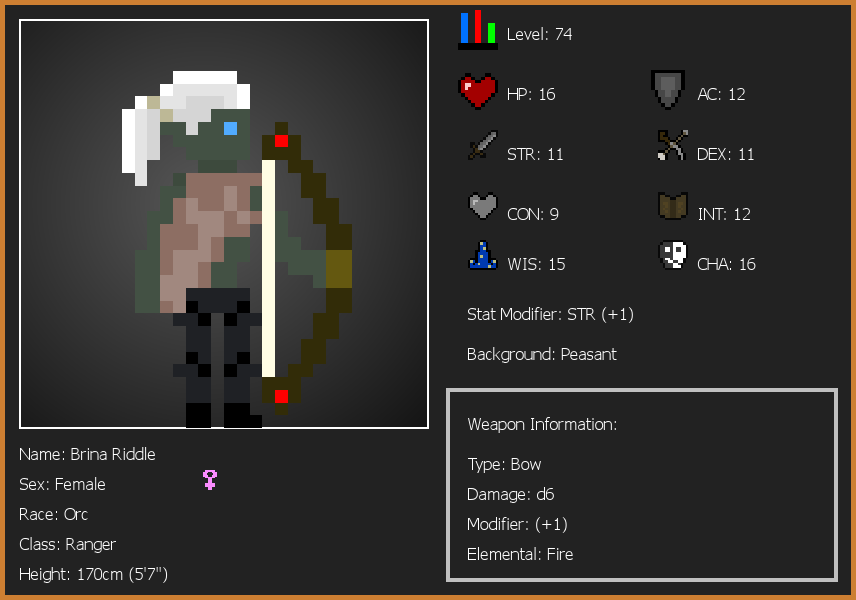 Level: 74
HP: 16
AC: 12
STR: 11
DEX: 11
CON: 9
INT: 12
WIS: 15
CHA: 16
Stat Modifier: STR (+1)
Background: Peasant
Weapon Information:
Type: Bow
Damage: d6
Modifier: (+1)
Elemental: Fire
Name: Brina Riddle
Sex: Female
Race: Orc
Class: Ranger
Height: 170cm (5'7")